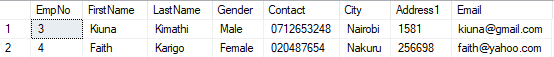 EmpNo FirstName LastName Gender Contact City Address1 Email
1 3 Kiuna Kimathi Male 0712653248 Nairobi 1581 kiuna@gmail.com
2 4 Faith Karigo Female 020487654 Nakuru 256698 faith@yahoo.com